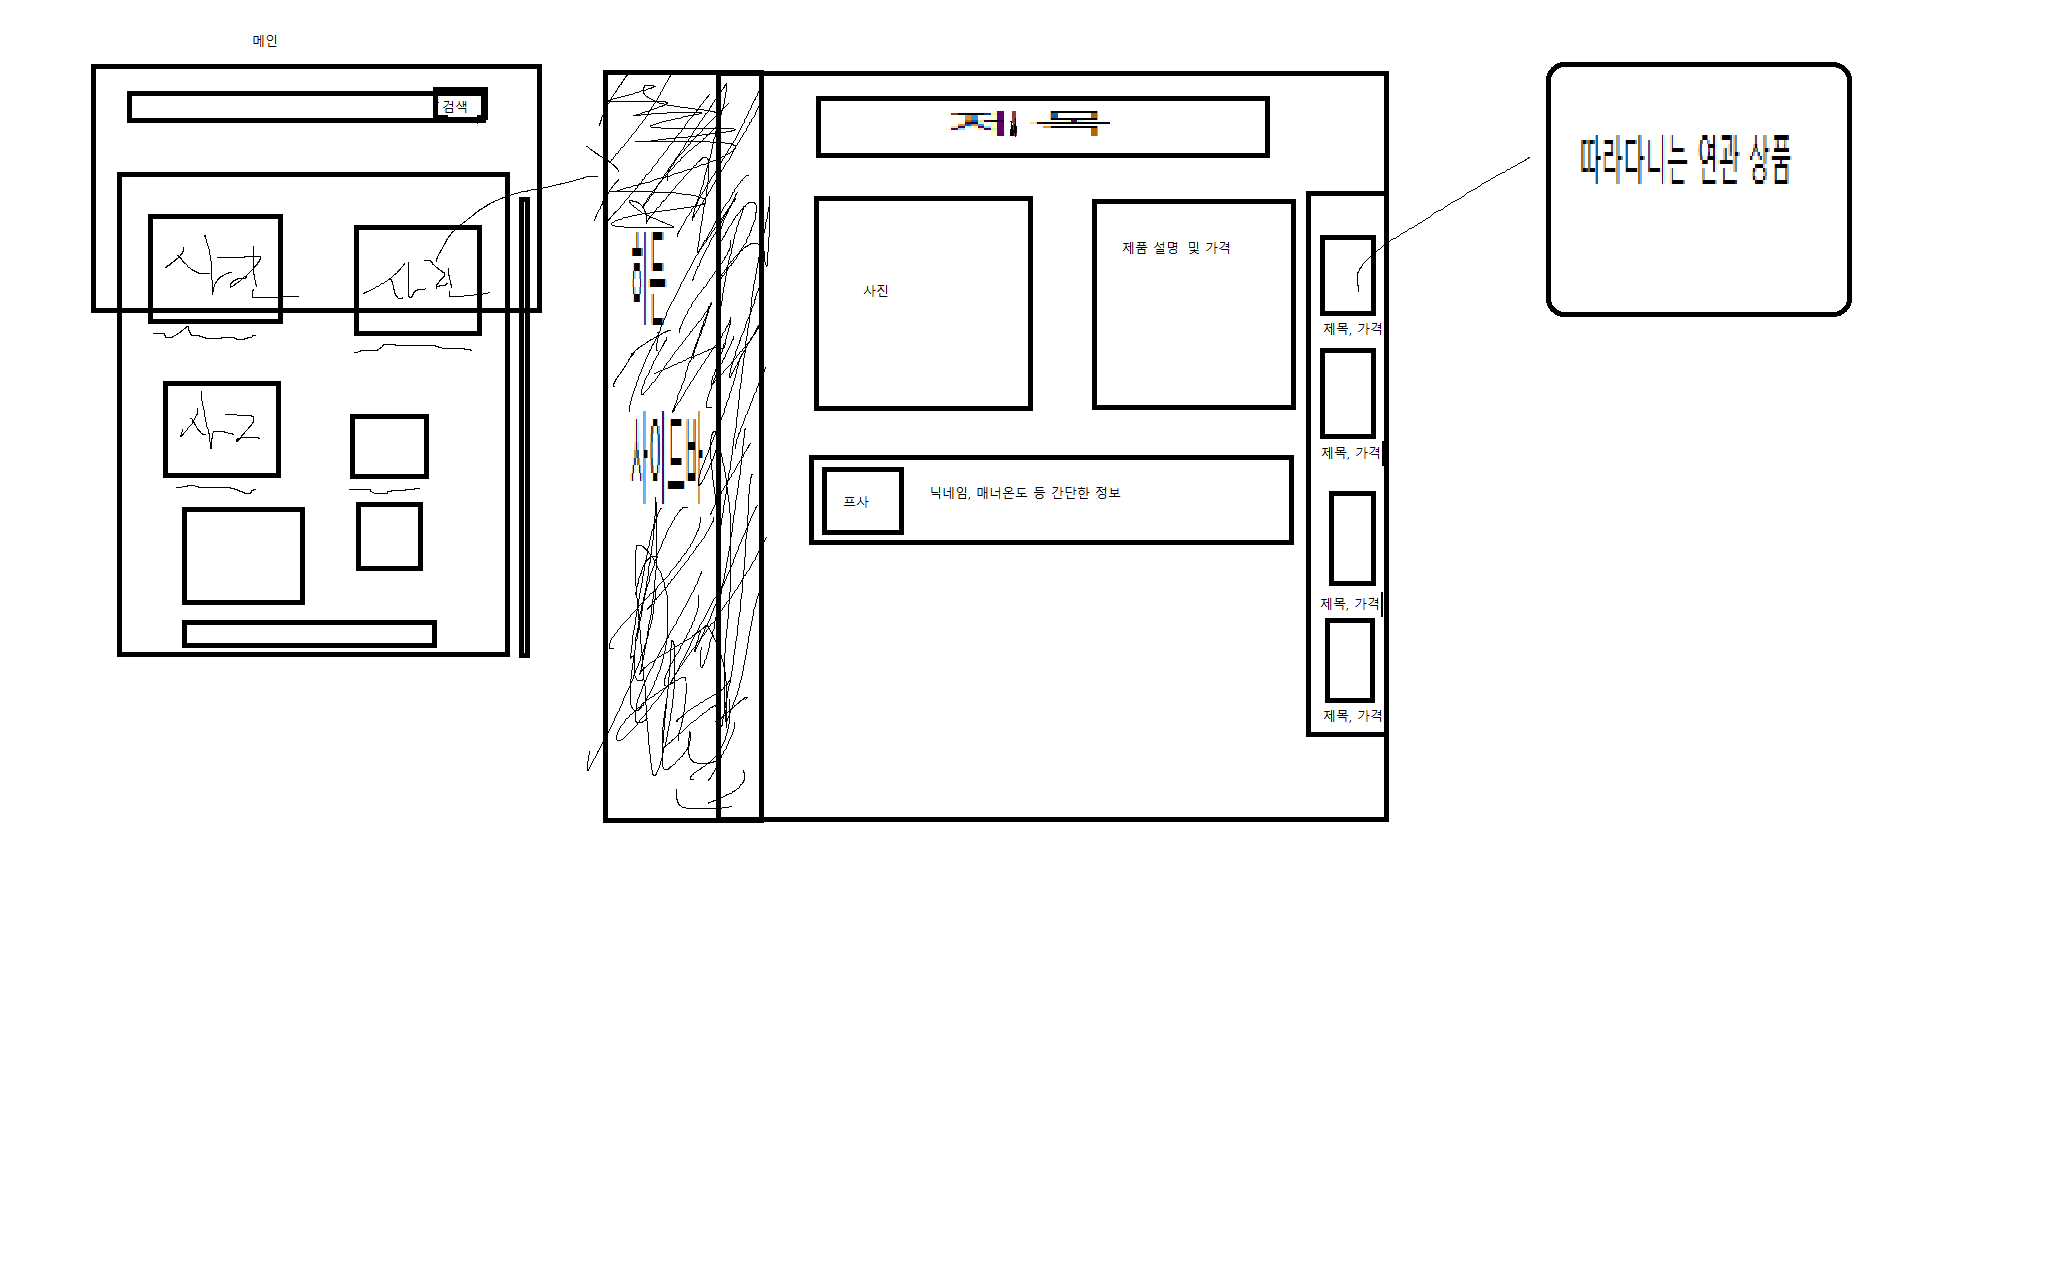 메인
검색
사진
사진
사진
히든
사이드바
제 목
사진
제품 설명 및 가격
프사
닉네임, 매너온도 등 간단한 정보
제목, 가격
제목, 가격
제목, 가격
제목, 가격
따라다니는 연관 상품